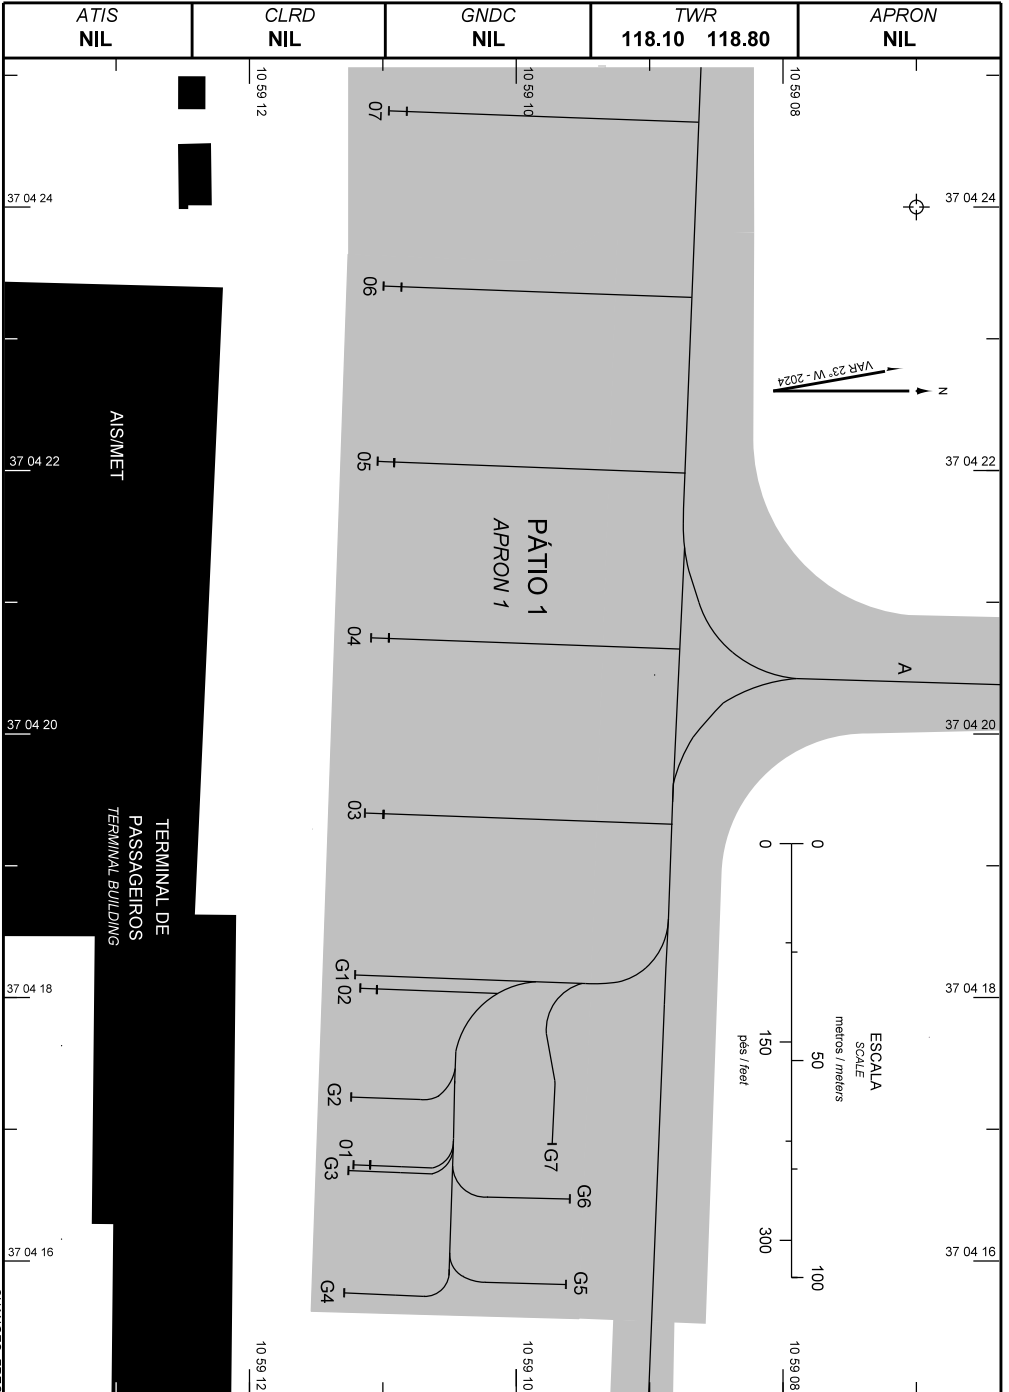 ATIS
NIL
CLRD
NIL
GNDC
NIL
TWR
118.10 118.80
APRON
NIL
10 59 12
10 59 10
10 59 08
07
37 04 24
37 04 24
06
VAR 23° W - 2024
N
AIS/MET
37 04 22
05
37 04 22
PÁTIO 1
APRON 1
04
A
37 04 20
37 04 20
03
0
0
TERMINAL DE
PASSAGEIROS
TERMINAL BUILDING
37 04 18
G1
02
37 04 18
ESCALA
SCALE
metros / meters
50
150
pés / feet
G2
01
G3
G7
G6
37 04 16
G4
G5
300
100
37 04 16
10 59 12
10 59 10
10 59 08